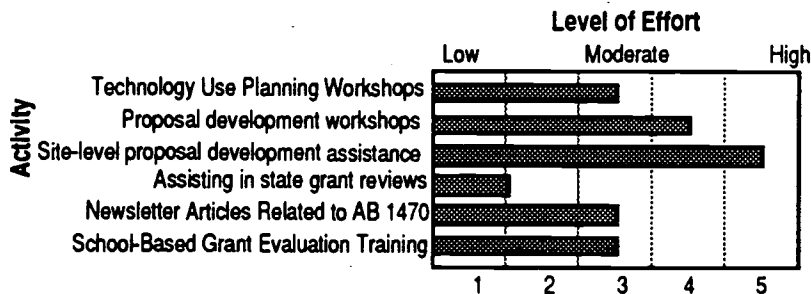 Level of Effort
Low Moderate High
Activity
Technology Use Planning Workshops
Proposal development workshops
Site-level proposal development assistance
Assisting in state grant reviews
Newsletter Articles Related to AB 1470
School-Based Grant Evaluation Training
1 2 3 4 5